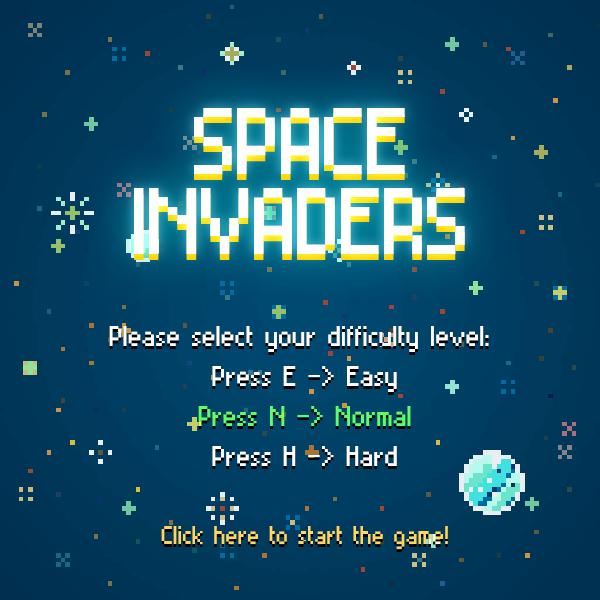 SPACE
INVADERS
Please select your difficulty level:
Press E -> Easy
Press N -> Normal
Press H -> Hard
Click here to start the game!